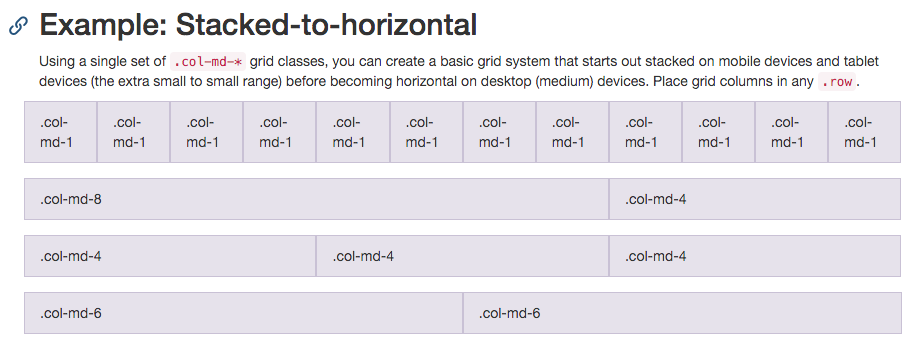 Example: Stacked-to-horizontal
Using a single set of .col-md-* grid classes, you can create a basic grid system that starts out stacked on mobile devices and tablet
devices (the extra small to small range) before becoming horizontal on desktop (medium) devices. Place grid columns in any .row.
.col- .col- .col- .col- .col- .col- .col- .col- .col- .col- .col- .col-
md-1 md-1 md-1 md-1 md-1 md-1 md-1 md-1 md-1 md-1 md-1 md-1
.col-md-8 .col-md-4
.col-md-4 .col-md-4 .col-md-4
.col-md-6 .col-md-6